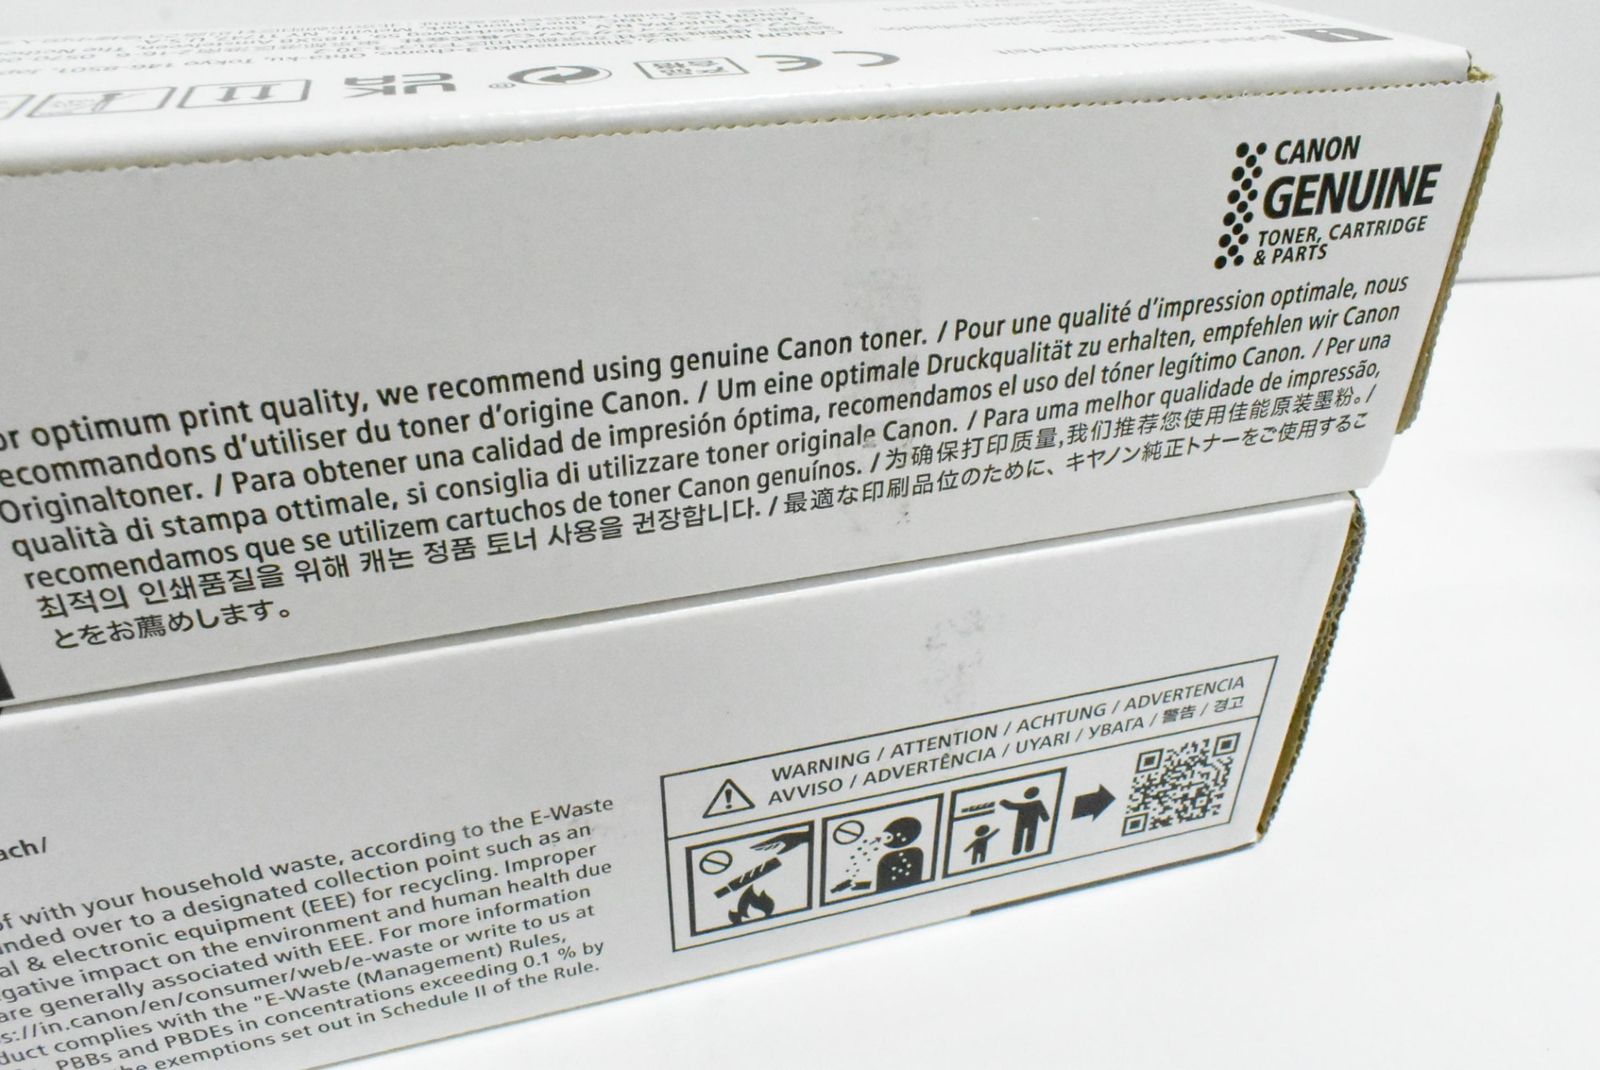 CANON
GENUINE
TONER, CARTRIDGE
& PARTS
optimum print quality, we recommend using genuine Canon toner. / Pour une qualité d'impression optimale, nous
recommandons d'utiliser du toner d'origine Canon. / Um eine optimale Druckqualität zu erhalten, empfehlen wir Canon
Originaltoner. / Para obtener una calidad de impresión óptima, recomendamos el uso del tóner legítimo Canon. / Per una
qualità di stampa ottimale, si consiglia di utilizzare toner originale Canon. / Para uma melhor qualidade de impressão,
recomendamos que se utilizem cartuchos de toner Canon genuínos. / 为确保打印质量,我们推荐您使用佳能原装墨粉。/
최적의 인쇄품질을 위해 캐논 정품 토너 사용을 권장합니다. / 最適な印刷品位のために、キヤノン純正トナーをご使用するこ
とをお薦めします。
WARNING / ATTENTION / ACHTUNG / ADVERTENCIA
AVVISO / ADVERTÊNCIA / UYARI / УВАГА / 警告 / 경고
ach/
of with your household waste, according to the E-Waste
nded over to a designated collection point such as an
al & electronic equipment (EEE) for recycling. Improper
gative impact on the environment and human health due
are generally associated with EEE. For more information
s://in.canon/en/consumer/web/e-waste or write to us at
duct complies with the "E-Waste (Management) Rules,
PBBs and PBDEs in concentrations exceeding 0.1 % by
he exemptions set out in Schedule II of the Rule.